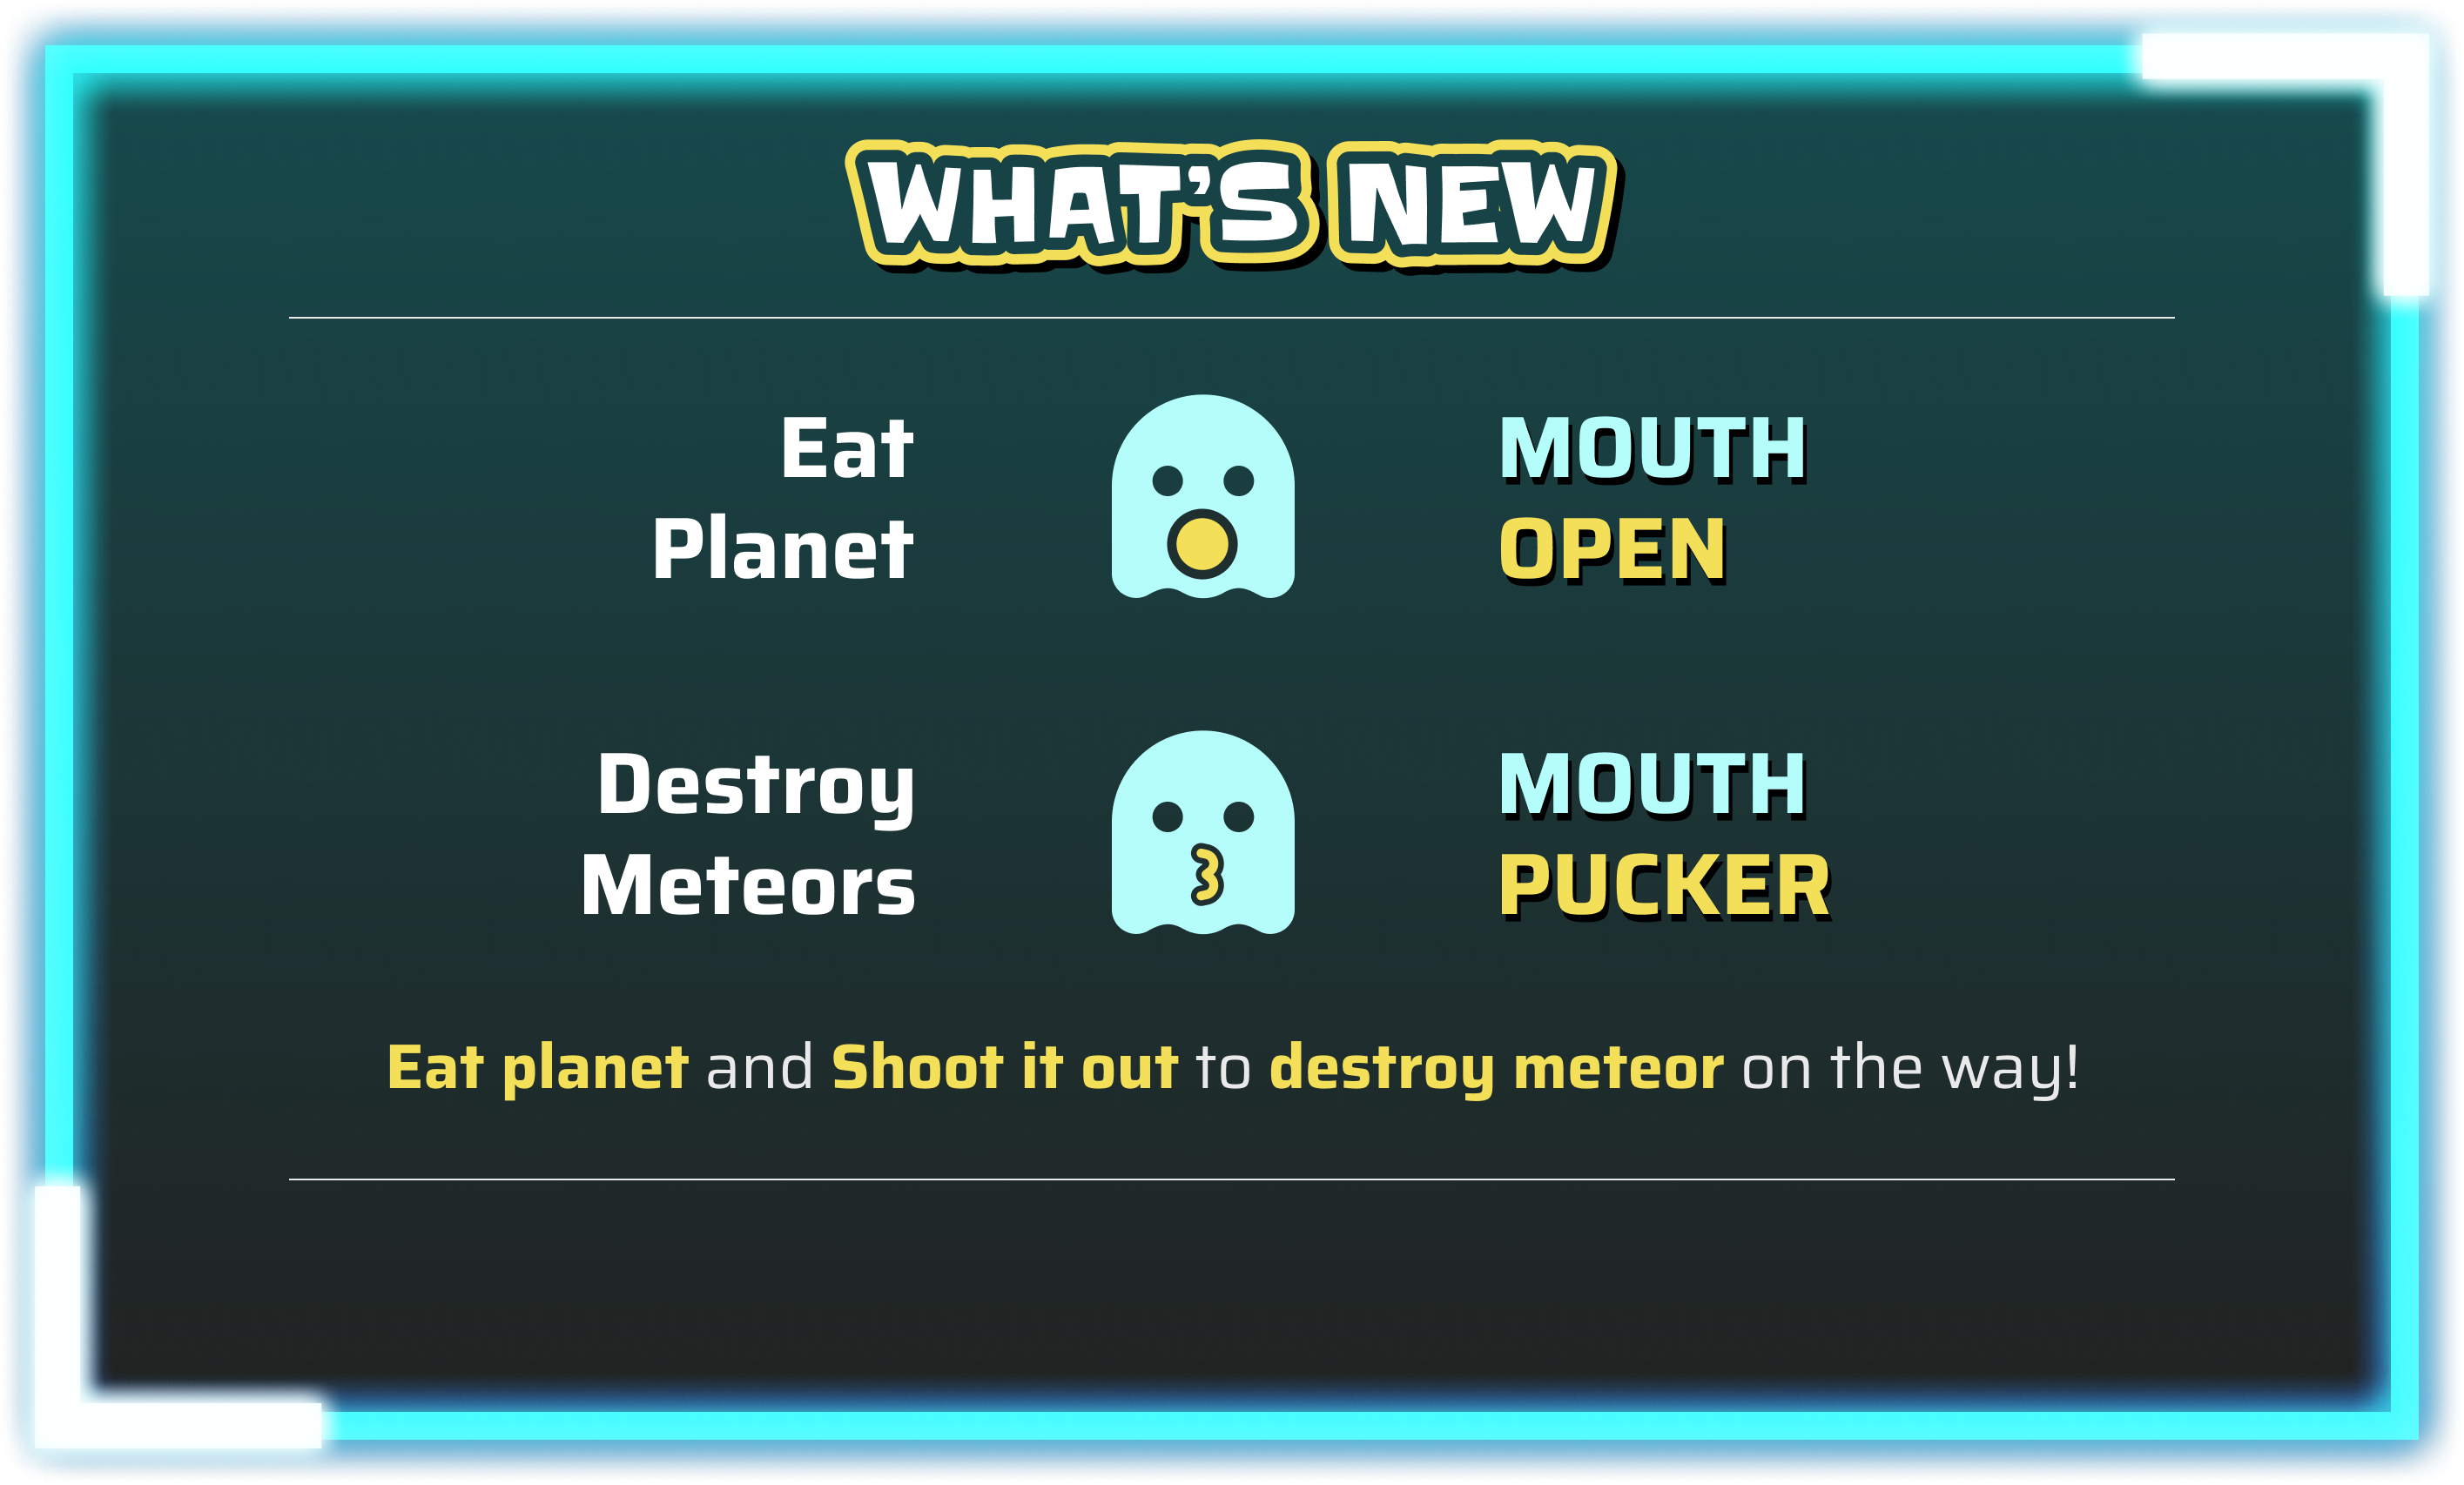 WHAT'S NEW
Eat
Planet
MOUTH
OPEN
Destroy
Meteors
MOUTH
PUCKER
Eat planet and Shoot it out to destroy meteor on the way!